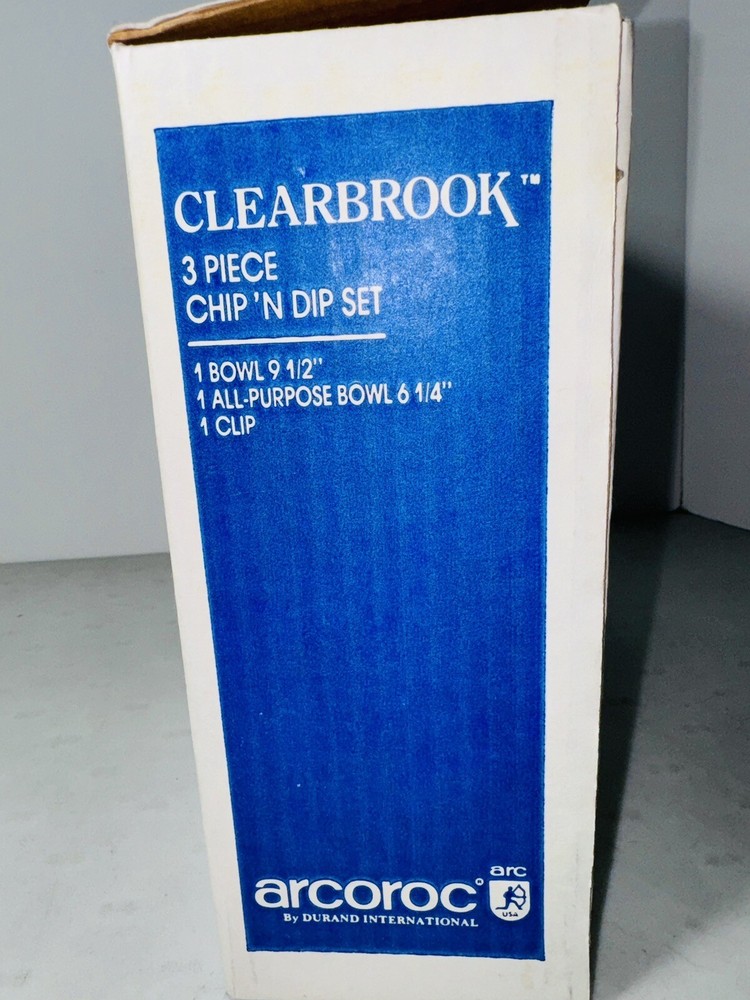 CLEARBROOK™
3 PIECE
CHIP 'N DIP SET
1 BOWL 9 1/2"
1 ALL-PURPOSE BOWL 6 1/4"
1 CLIP
arc
arcoroc®
USA
By DURAND INTERNATIONAL